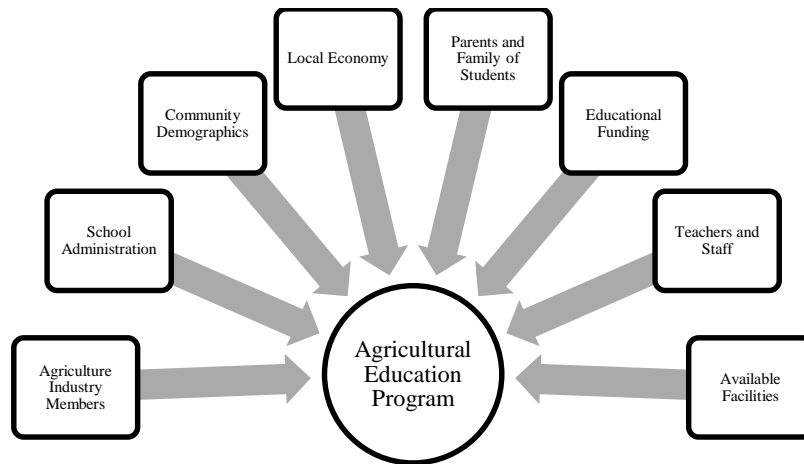 Local Economy
Parents and
Family of
Students
Community
Demographics
Educational
Funding
School
Administration
Teachers and
Staff
Agriculture
Industry
Members
Agricultural
Education
Program
Available
Facilities